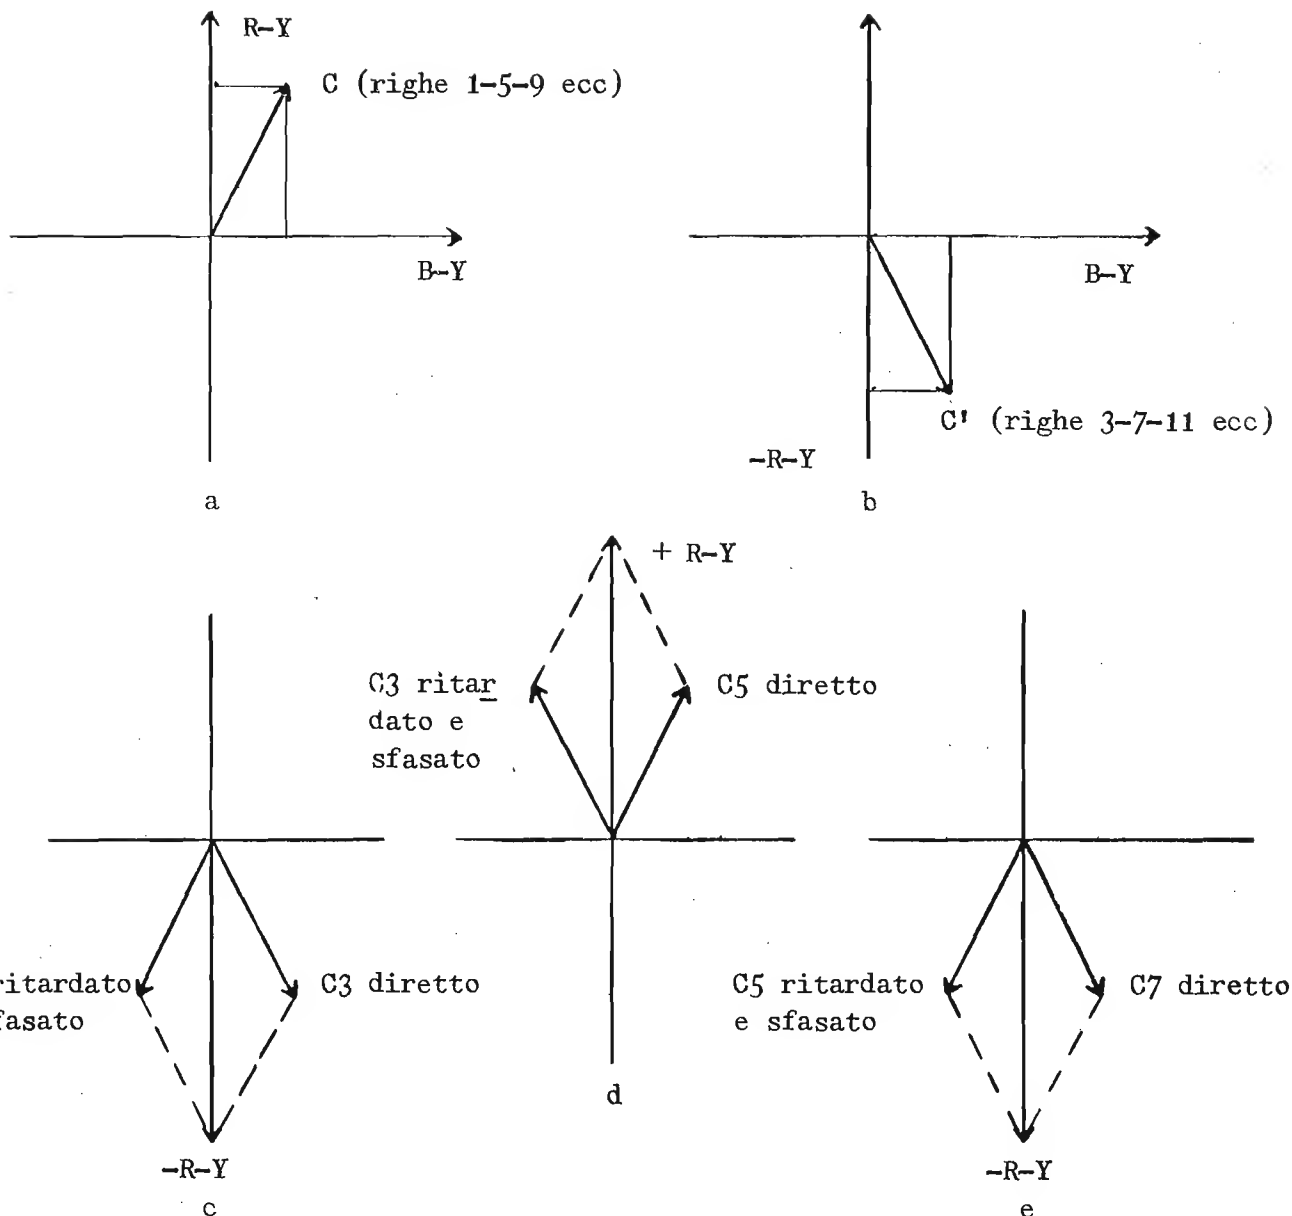 R-Y
C (righe 1-5-9 ecc)
B-Y
a
B-Y
C' (righe 3-7-11 ecc)
-R-Y
b
+ R-Y
C3 ritar
dato e
sfasato
C5 diretto
d
ritardato
fasato
C3 diretto
-R-Y
c
C5 ritardato
e sfasato
C7 diretto
-R-Y
e